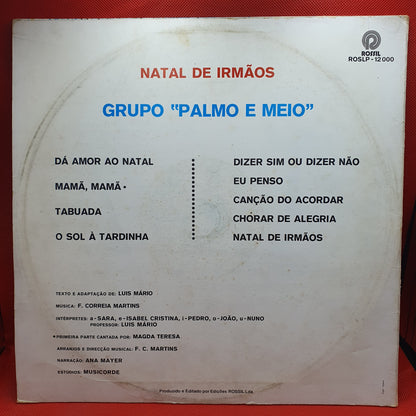 ROSSIL
ROSLP - 12000
NATAL DE IRMÃOS
GRUPO "PALMO E MEIO"
DÁ AMOR AO NATAL
MAMÃ, MAMÃ •
TABUADA
O SOL À TARDINHA
DIZER SIM OU DIZER NÃO
EU PENSO
CANÇÃO DO ACORDAR
CHORAR DE ALEGRIA
NATAL DE IRMÃOS
TEXTO E ADAPTAÇÃO DE: LUIS MÁRIO
MÚSICA: F. CORREIA MARTINS
INTÉRPRETES: a-SARA, e-ISABEL CRISTINA, i-PEDRO, o-JOÃO, u-NUNO
PROFESSOR: LUIS MÁRIO
•PRIMEIRA PARTE CANTADA POR: MAGDA TERESA
ARRANJOS E DIRECÇÃO MUSICAL: F. C. MARTINS
NARRAÇÃO: ANA MAYER
ESTÚDIOS: MUSICORDE
Produzido e Editado por Edições ROSSIL Lda.